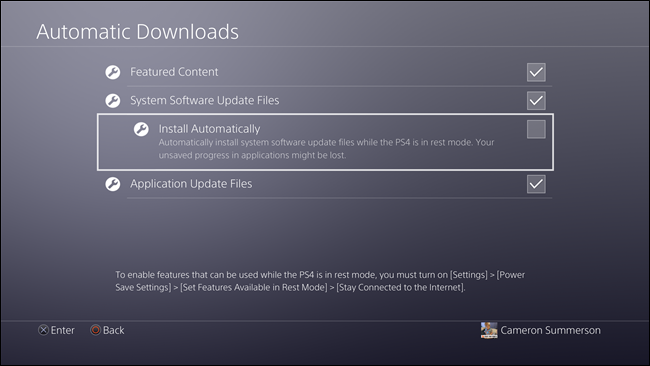 Automatic Downloads
Featured Content
System Software Update Files
Install Automatically
Automatically install system software update files while the PS4 is in rest mode. Your
unsaved progress in applications might be lost.
Application Update Files
To enable features that can be used while the PS4 is in rest mode, you must turn on [Settings] > [Power
Save Settings] > [Set Features Available in Rest Mode] > [Stay Connected to the Internet].
Enter Back Cameron Summerson